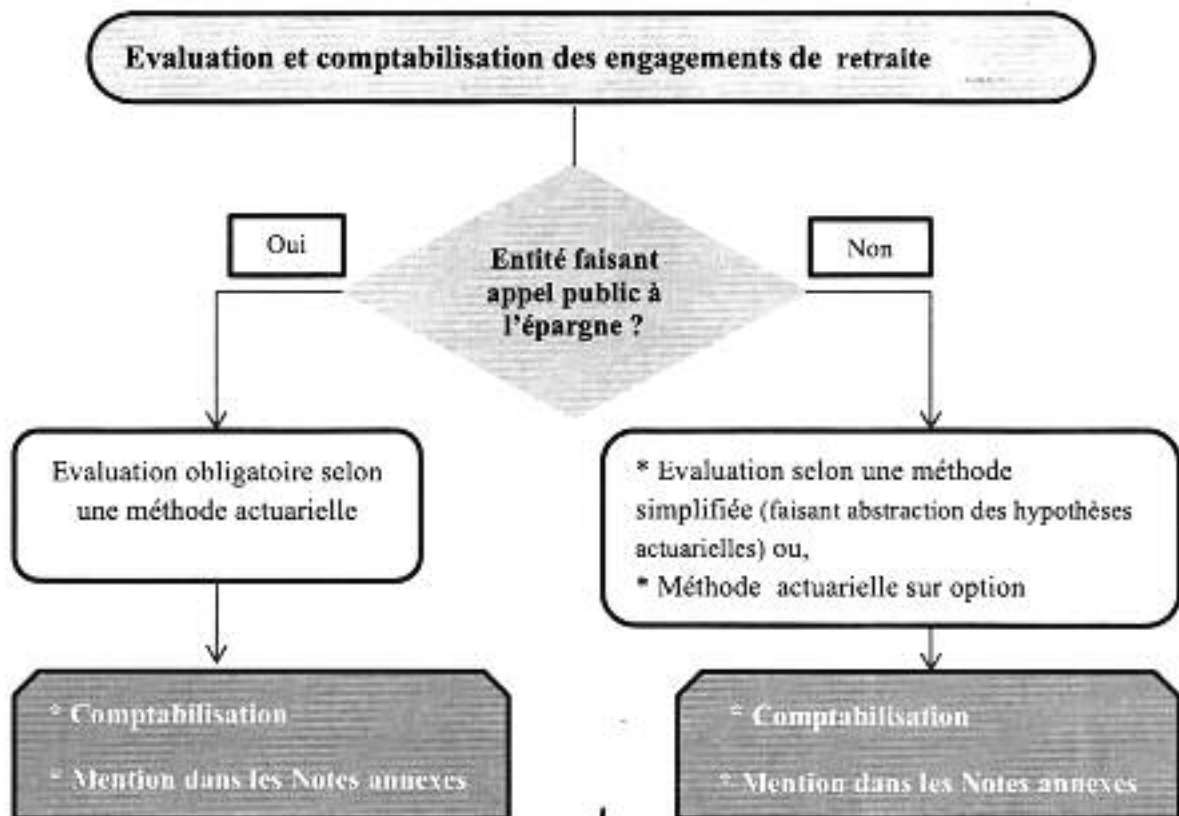 Evaluation et comptabilisation des engagements de retraite
Oui
Non
Entité faisant
appel public à
l'épargne ?
Evaluation obligatoire selon
une méthode actuarielle
* Evaluation selon une méthode
simplifiée (faisant abstraction des hypothèses
actuarielles) ou,
* Méthode actuarielle sur option
* Comptabilisation
* Mention dans les Notes annexes
* Comptabilisation
* Mention dans les Notes annexes